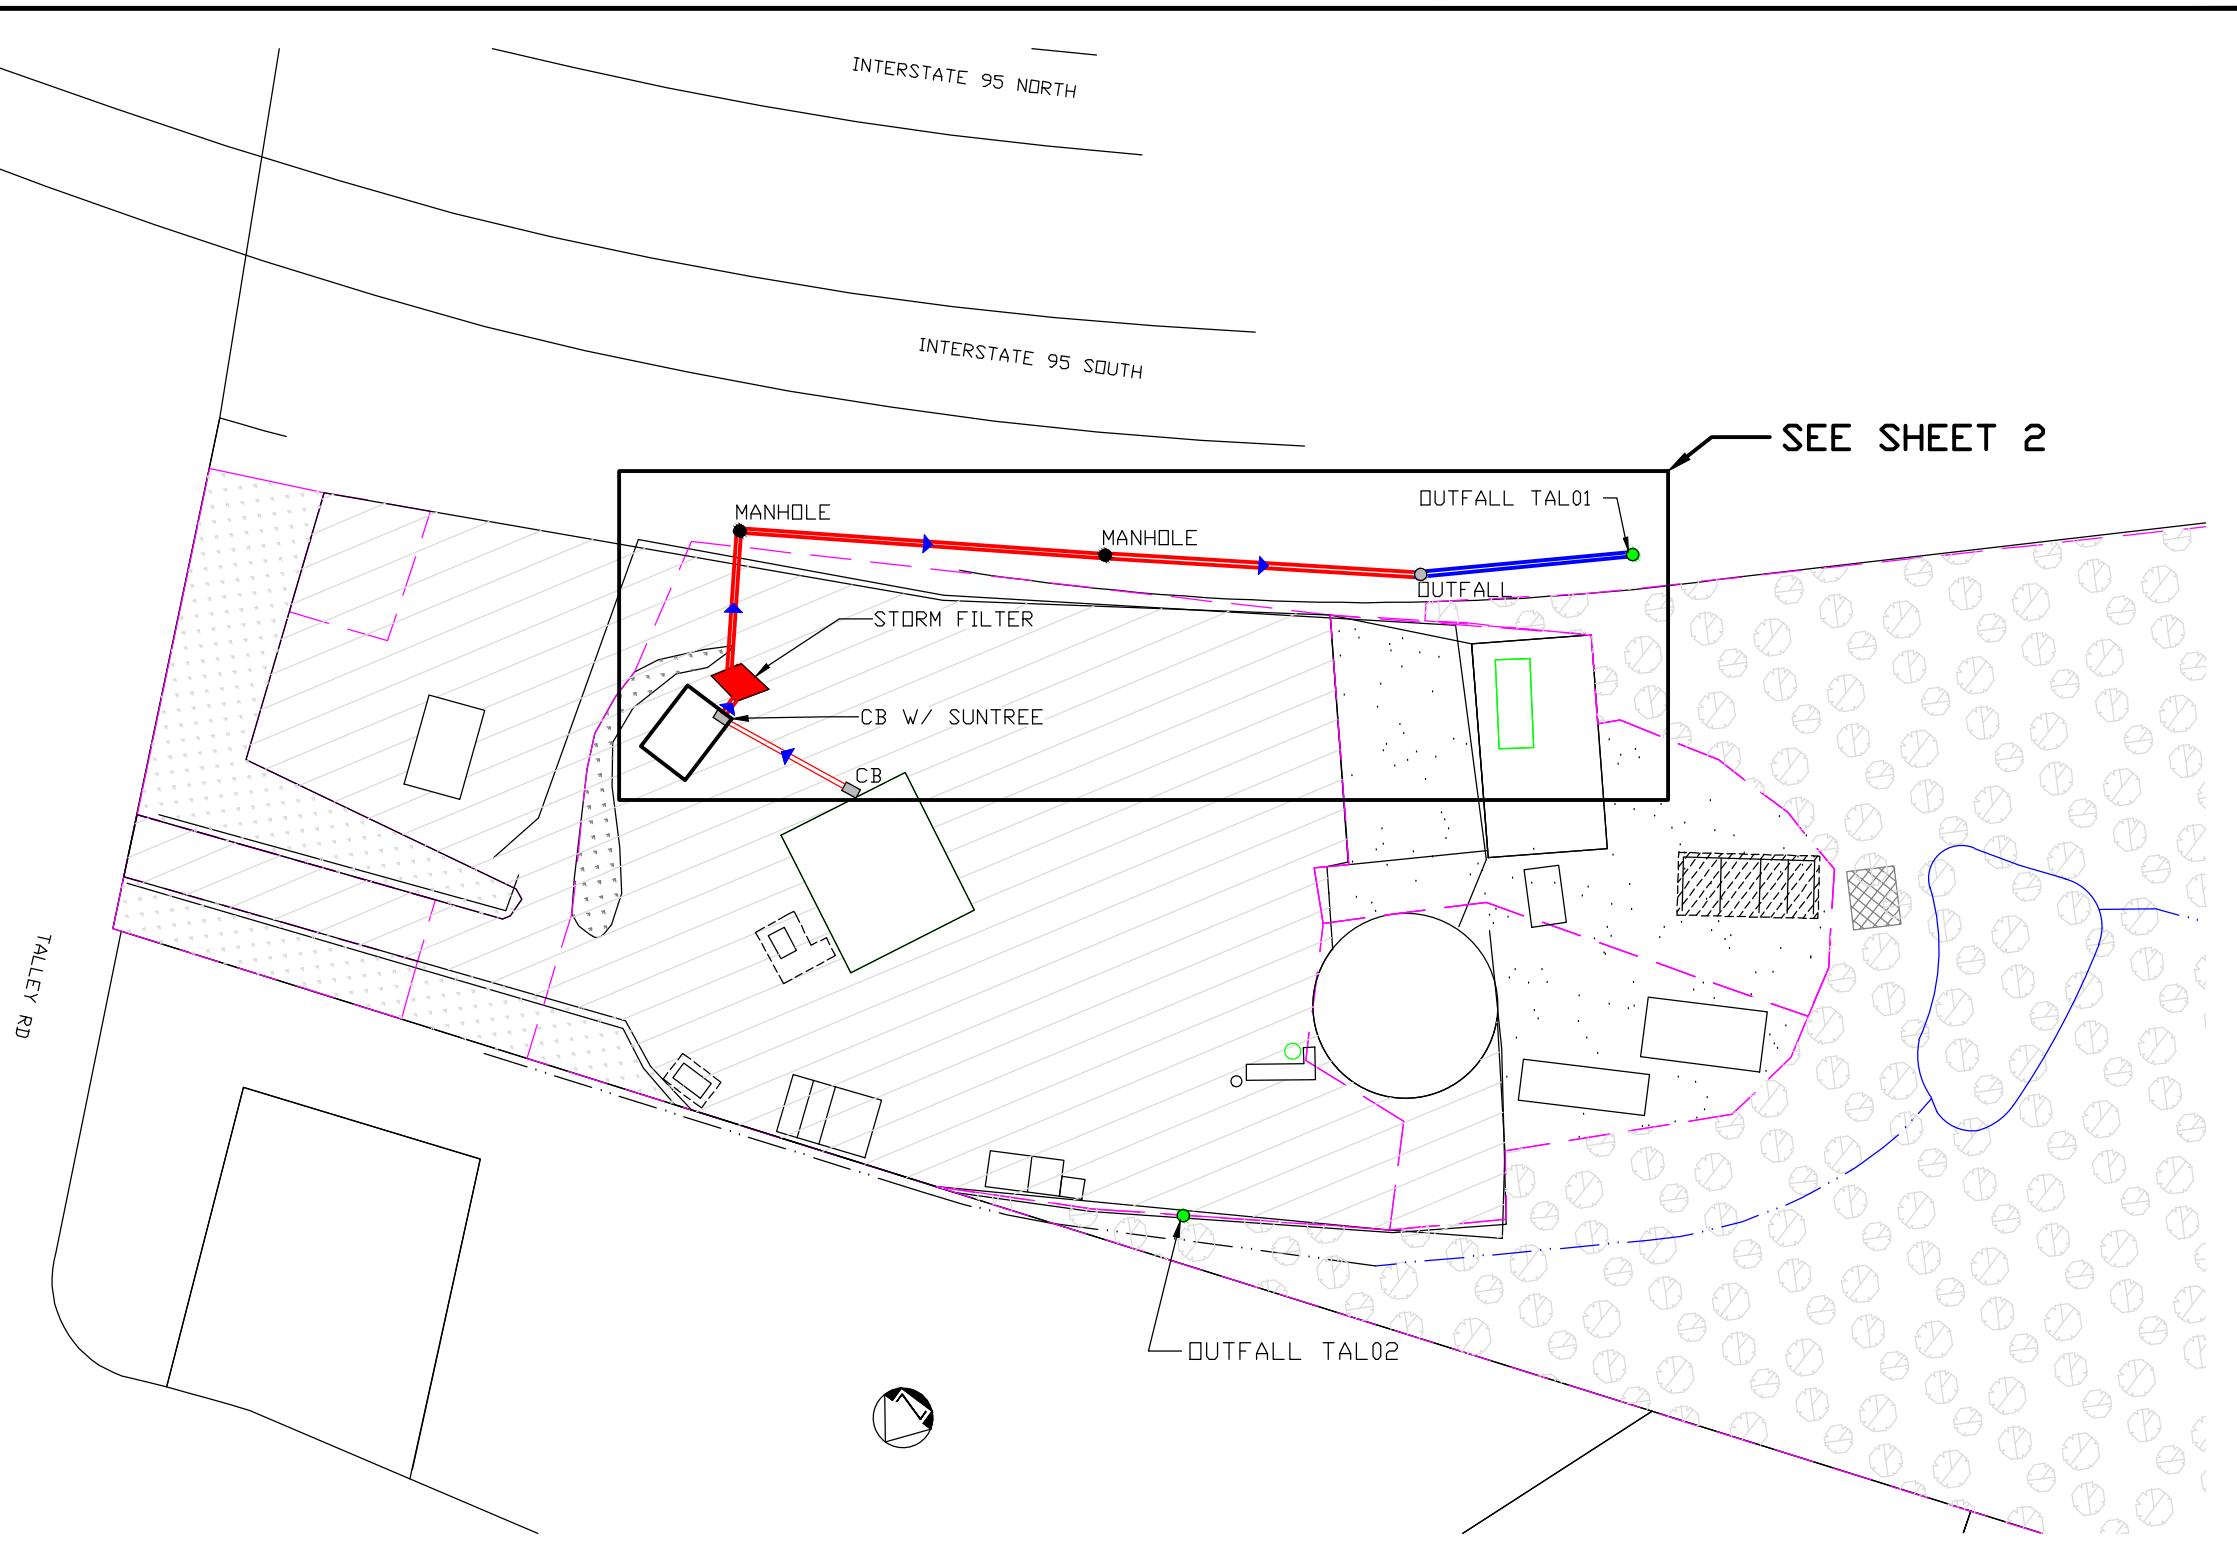 INTERSTATE 95 NORTH
INTERSTATE 95 SOUTH
SEE SHEET 2
OUTFALL TAL01
MANHOLE
MANHOLE
OUTFALL
STORM FILTER
CB W/ SUNTREE
CB
TALLEY RD
OUTFALL TAL02
N